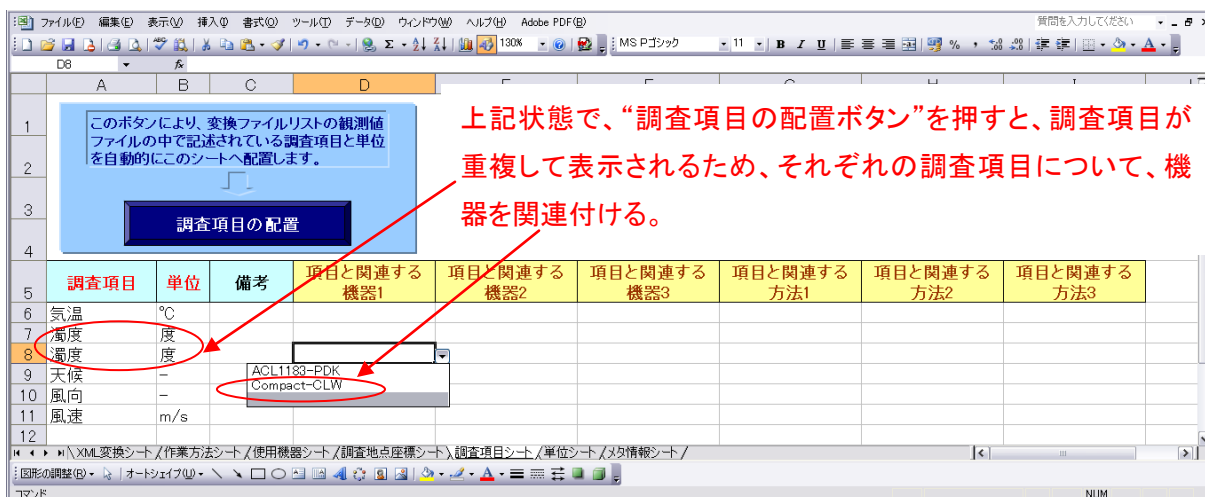 ファイル(F) 編集(E) 表示(V) 挿入(I) 書式(O) ツール(T) データ(D) ウィンドウ(W) ヘルプ(H) Adobe PDF(B) 質問を入力してください
130% MS Pゴシック 11 B I U
D8 fx
A B C D
上記状態で、“調査項目の配置ボタン”を押すと、調査項目が
重複して表示されるため、それぞれの調査項目について、機
器を関連付ける。
1
2
3
4
このボタンにより、変換ファイルリストの観測値
ファイルの中で記述されている調査項目と単位
を自動的にこのシートへ配置します。
調査項目の配置
5 調査項目 単位 備考 項目と関連する機器1 項目と関連する機器2 項目と関連する機器3 項目と関連する方法1 項目と関連する方法2 項目と関連する方法3
6 気温 ℃
7 濁度 度
8 濁度 度
9 天候 −
10 風向 −
11 風速 m/s
12
ACL1183-PDK
Compact-CLW
XML変換シート 作業方法シート 使用機器シート 調査地点座標シート 調査項目シート 単位シート メタ情報シート
図形の調整(R) オートシェイプ(U)
コマンド NUM